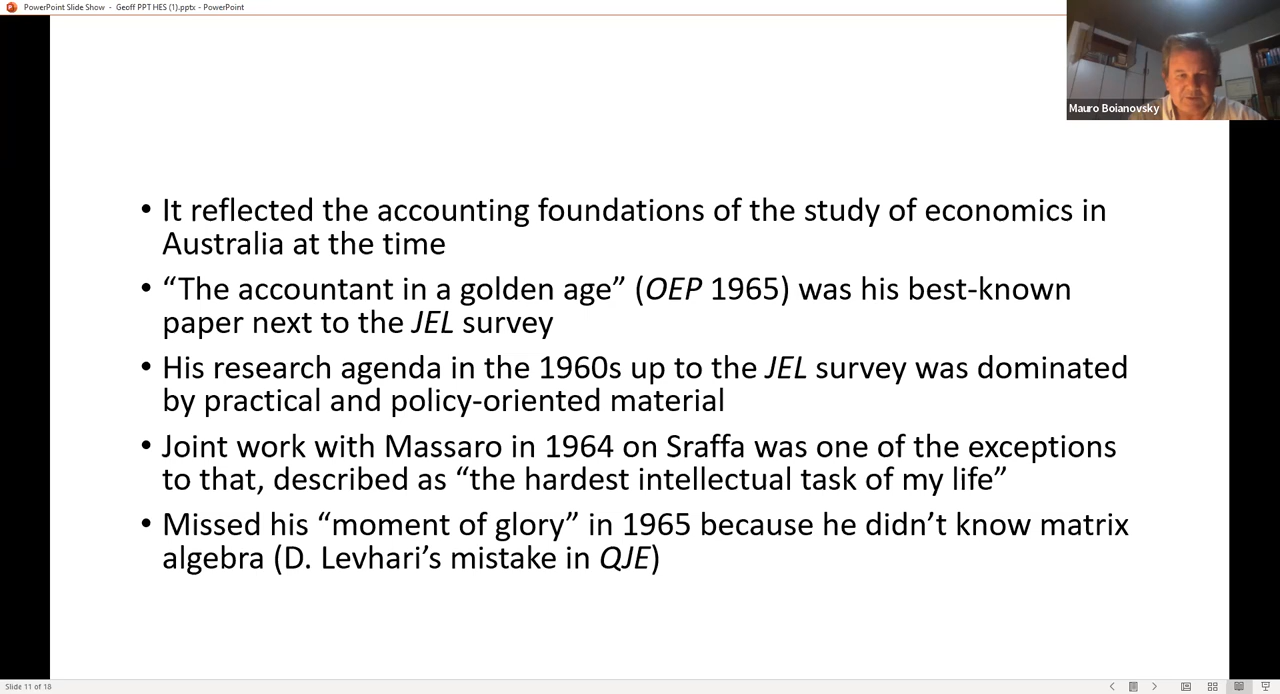 PowerPoint Slide Show - Geoff PPT HES (1).pptx - PowerPoint
Mauro Boianovsky
• It reflected the accounting foundations of the study of economics in
Australia at the time
• “The accountant in a golden age” (OEP 1965) was his best-known
paper next to the JEL survey
• His research agenda in the 1960s up to the JEL survey was dominated
by practical and policy-oriented material
• Joint work with Massaro in 1964 on Sraffa was one of the exceptions
to that, described as “the hardest intellectual task of my life”
• Missed his “moment of glory” in 1965 because he didn’t know matrix
algebra (D. Levhari’s mistake in QJE)
Slide 11 of 18